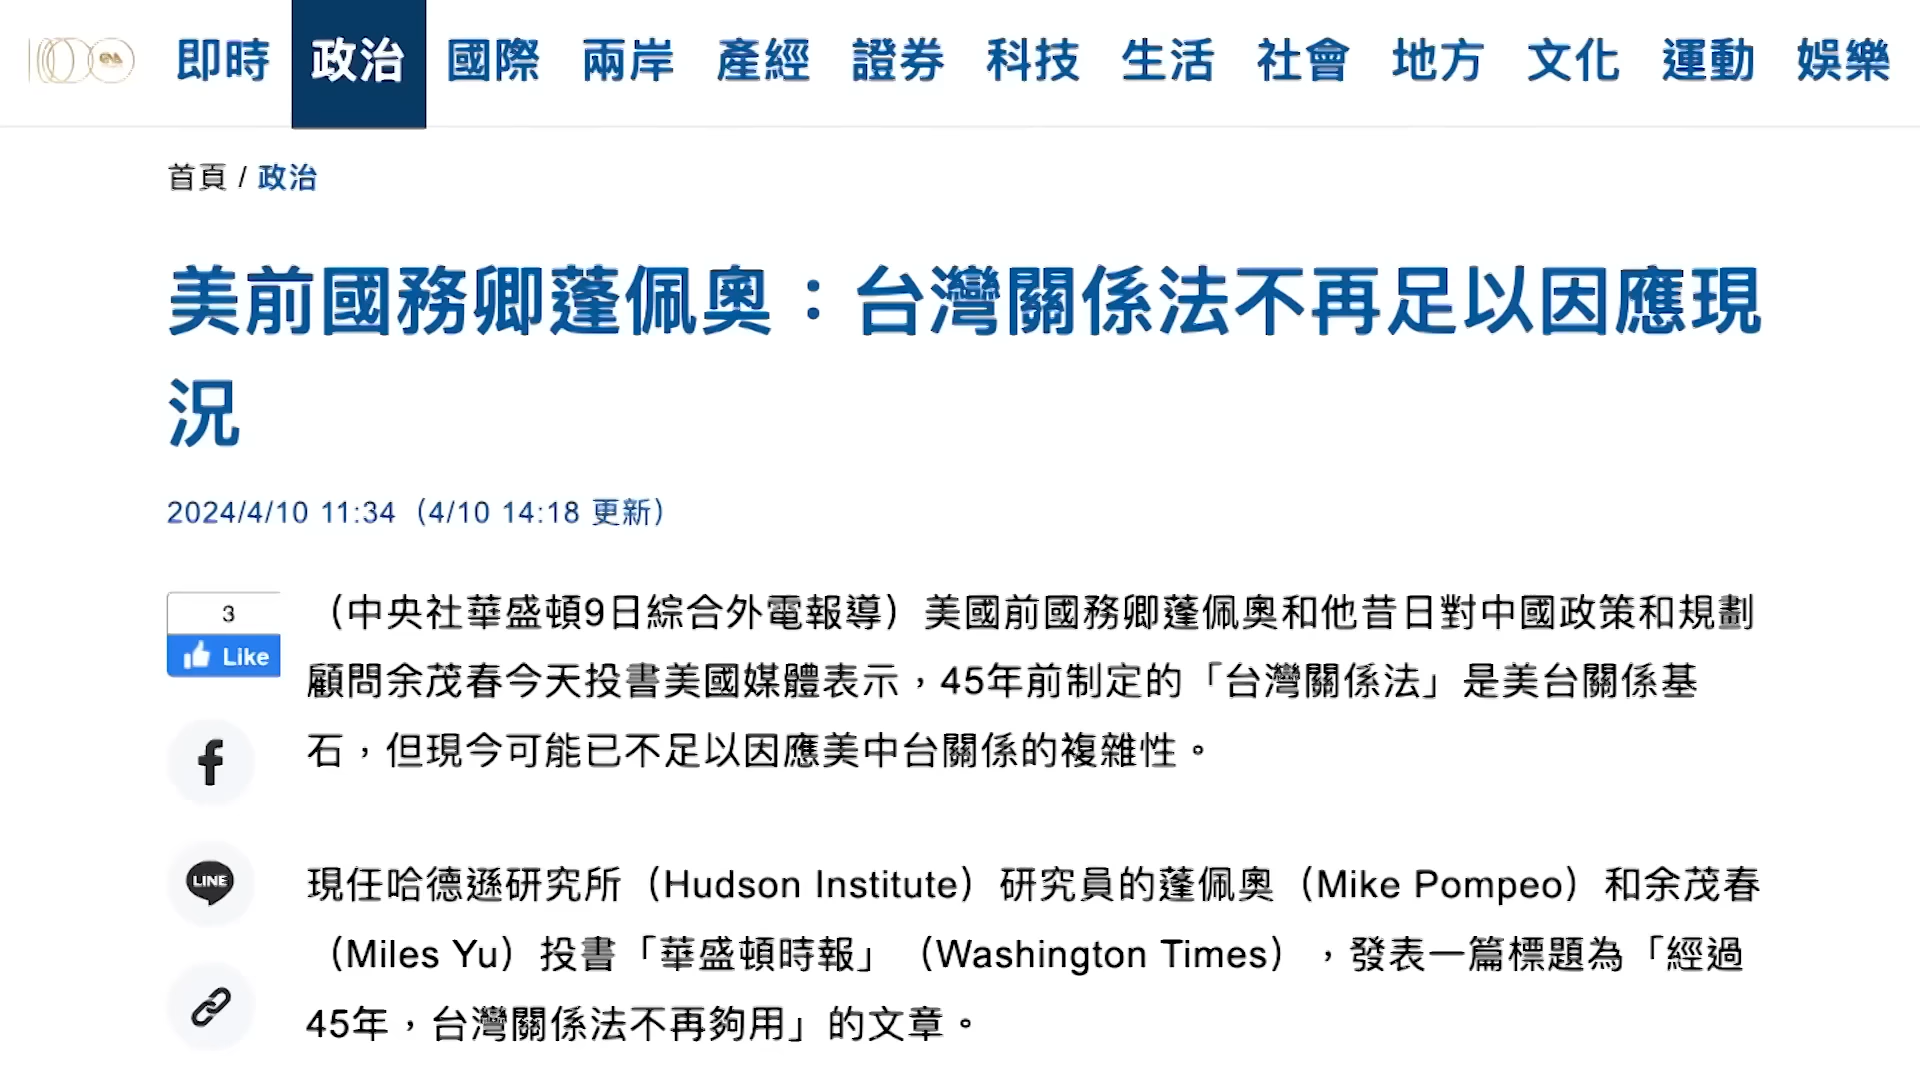 即時 政治 國際 兩岸 產經 證券 科技 生活 社會 地方 文化 運動 娛樂
首頁 / 政治
美前國務卿蓬佩奧：台灣關係法不再足以因應現
況
2024/4/10 11:34（4/10 14:18 更新）
3
Like
（中央社華盛頓9日綜合外電報導）美國前國務卿蓬佩奧和他昔日對中國政策和規劃
顧問余茂春今天投書美國媒體表示，45年前制定的「台灣關係法」是美台關係基
石，但現今可能已不足以因應美中台關係的複雜性。
LINE
現任哈德遜研究所（Hudson Institute）研究員的蓬佩奧（Mike Pompeo）和余茂春
（Miles Yu）投書「華盛頓時報」（Washington Times），發表一篇標題為「經過
45年，台灣關係法不再夠用」的文章。